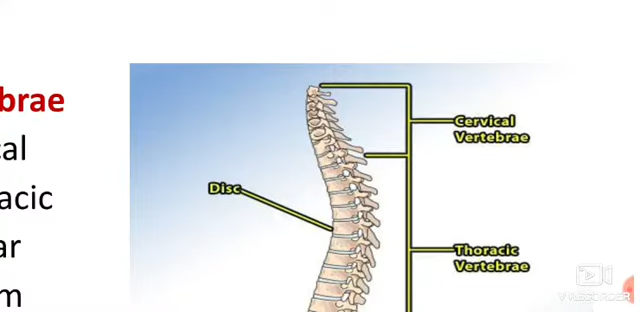 brae
cal
acic
ar
m
Disc
Cervical
Vertebrae
Thoracic
Vertebrae